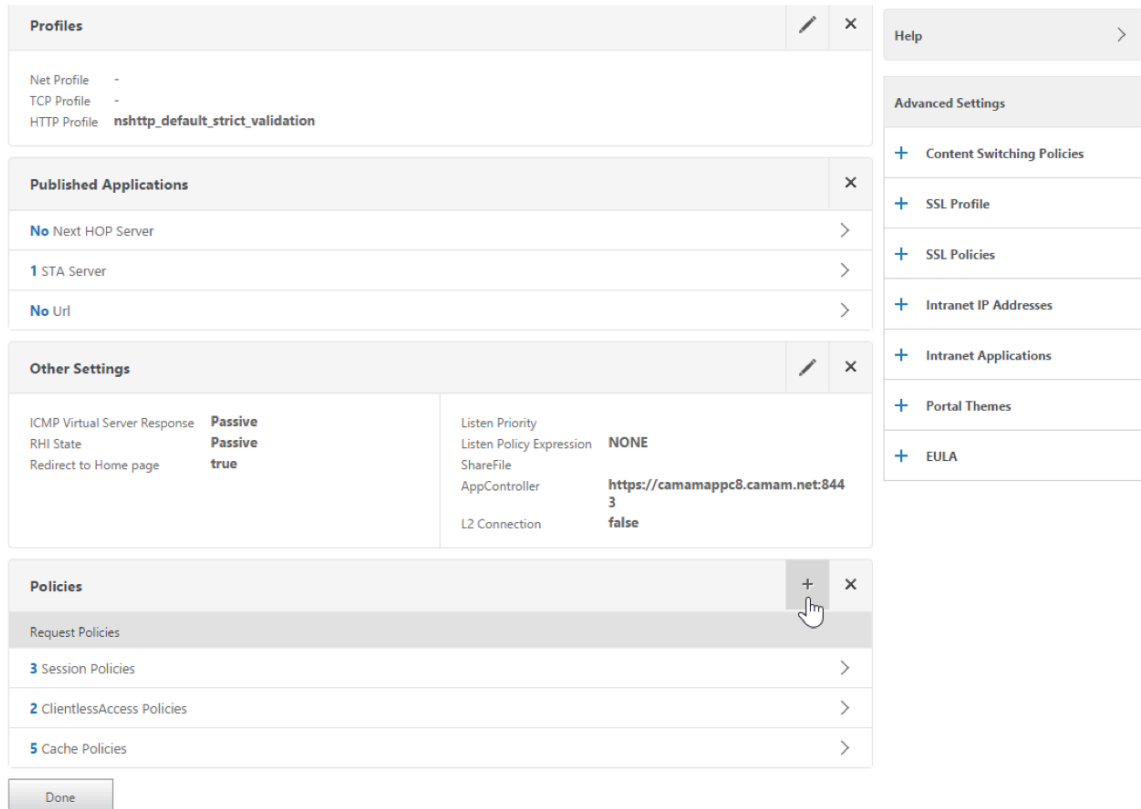 Profiles
Net Profile -
TCP Profile -
HTTP Profile nshttp_default_strict_validation
Published Applications
No Next HOP Server
1 STA Server
No Url
Other Settings
ICMP Virtual Server Response Passive
RHI State Passive
Redirect to Home page true
Listen Priority
Listen Policy Expression NONE
ShareFile
AppController https://camamappc8.camam.net:844
3
L2 Connection false
Policies
Request Policies
3 Session Policies
2 ClientlessAccess Policies
5 Cache Policies
Done
Help
Advanced Settings
Content Switching Policies
SSL Profile
SSL Policies
Intranet IP Addresses
Intranet Applications
Portal Themes
EULA